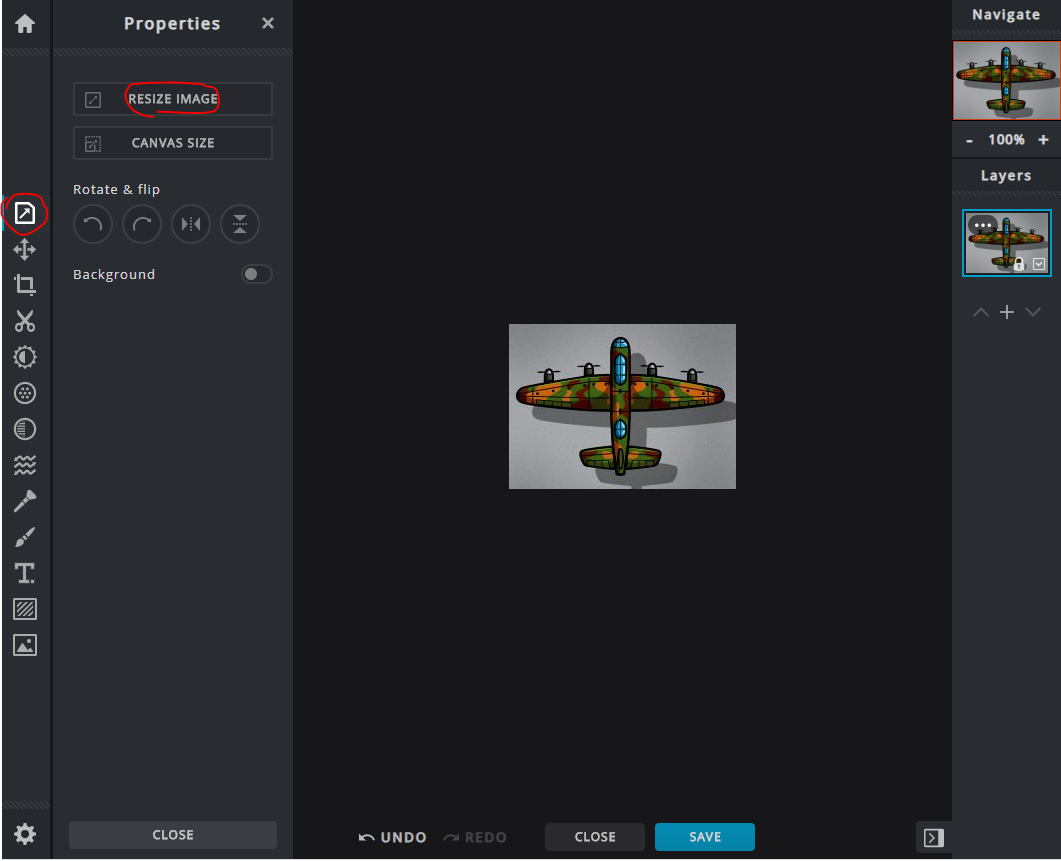 Properties
RESIZE IMAGE
CANVAS SIZE
Rotate & flip
Background
CLOSE
UNDO
REDO
CLOSE
SAVE
Navigate
- 100% +
Layers